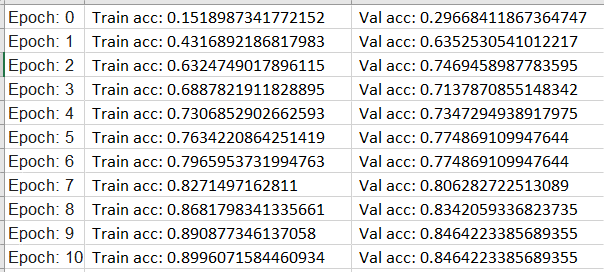 Epoch: 0 Train acc: 0.1518987341772152 Val acc: 0.29668411867364747
Epoch: 1 Train acc: 0.4316892186817983 Val acc: 0.6352530541012217
Epoch: 2 Train acc: 0.6324749017896115 Val acc: 0.7469458987783595
Epoch: 3 Train acc: 0.6887821911828895 Val acc: 0.7137870855148342
Epoch: 4 Train acc: 0.7306852902662593 Val acc: 0.7347294938917975
Epoch: 5 Train acc: 0.7634220864251419 Val acc: 0.774869109947644
Epoch: 6 Train acc: 0.7965953731994763 Val acc: 0.774869109947644
Epoch: 7 Train acc: 0.8271497162811 Val acc: 0.806282722513089
Epoch: 8 Train acc: 0.8681798341335661 Val acc: 0.8342059336823735
Epoch: 9 Train acc: 0.890877346137058 Val acc: 0.8464223385689355
Epoch: 10 Train acc: 0.8996071584460934 Val acc: 0.8464223385689355